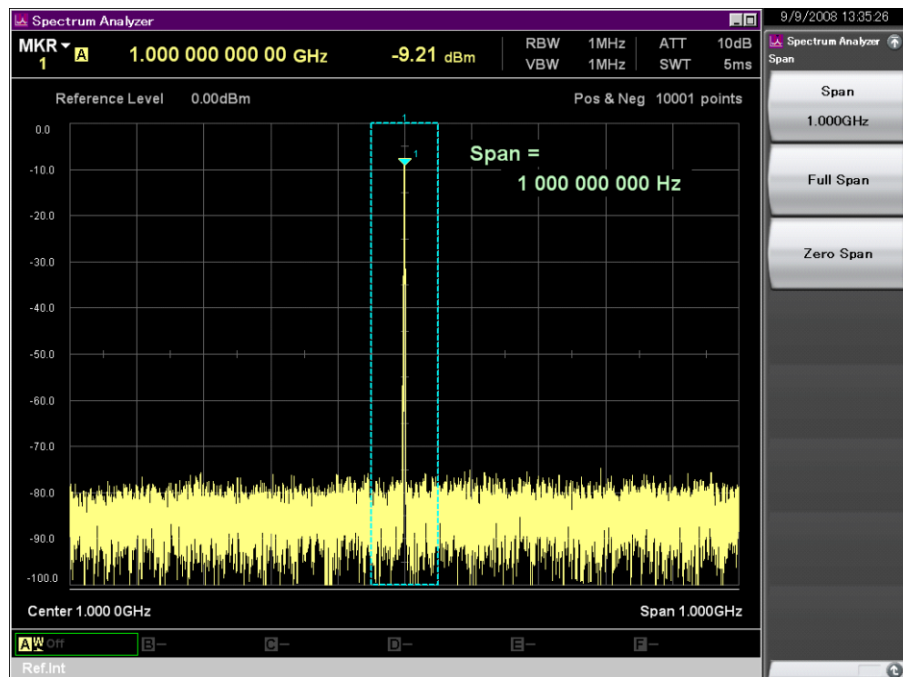 Spectrum Analyzer
9/9/2008 13:35:26
MKR
1
A
1.000 000 000 00 GHz
-9.21 dBm
RBW 1MHz
VBW 1MHz
ATT 10dB
SWT 5ms
Spectrum Analyzer
Span
Reference Level 0.00dBm
Pos & Neg 10001 points
Span
1.000GHz
Full Span
Zero Span
1
1
Span =
1 000 000 000 Hz
0.0
-10.0
-20.0
-30.0
-40.0
-50.0
-60.0
-70.0
-80.0
-90.0
-100.0
Center 1.000 0GHz
Span 1.000GHz
A W Off
B-
C-
D-
E-
F-
Ref.Int